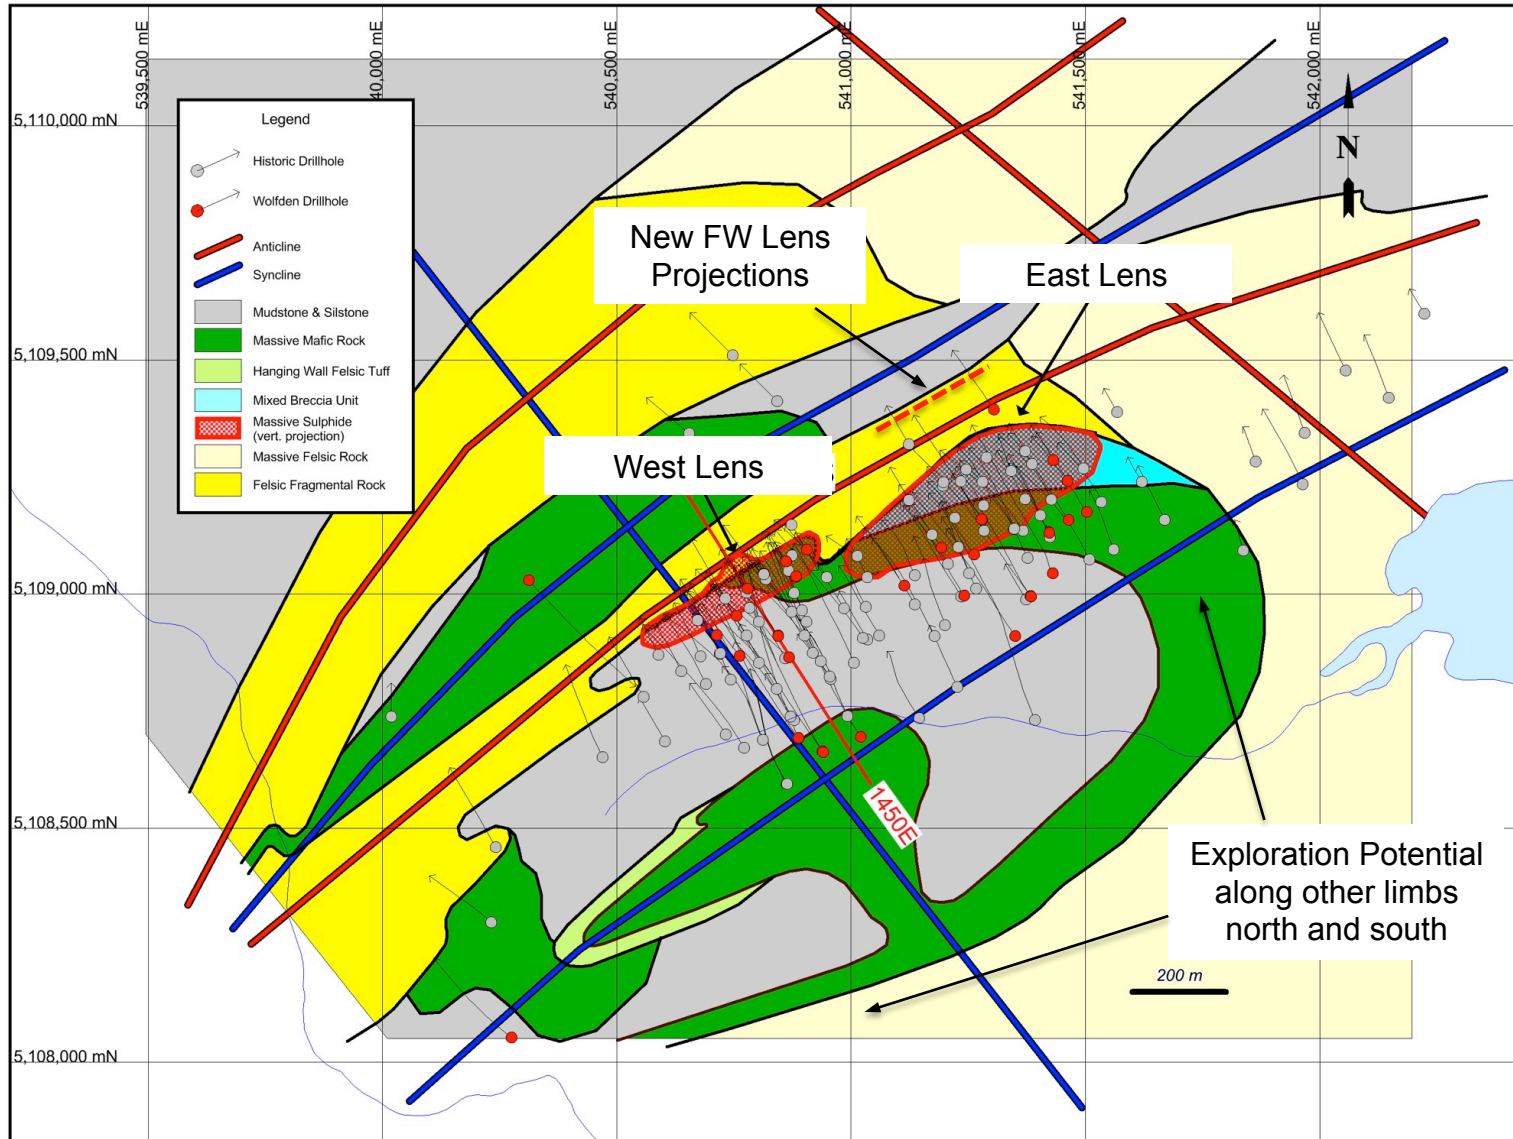 539,500 mE
40,000 mE
540,500 mE
541,000 mE
541,500 mE
542,000 mE
5,110,000 mN
5,109,500 mN
5,109,000 mN
5,108,500 mN
5,108,000 mN
Legend
Historic Drillhole
Wolfden Drillhole
Anticline
Syncline
Mudstone & Silstone
Massive Mafic Rock
Hanging Wall Felsic Tuff
Mixed Breccia Unit
Massive Sulphide
(vert. projection)
Massive Felsic Rock
Felsic Fragmental Rock
N
New FW Lens
Projections
East Lens
West Lens
1450E
Exploration Potential
along other limbs
north and south
200 m